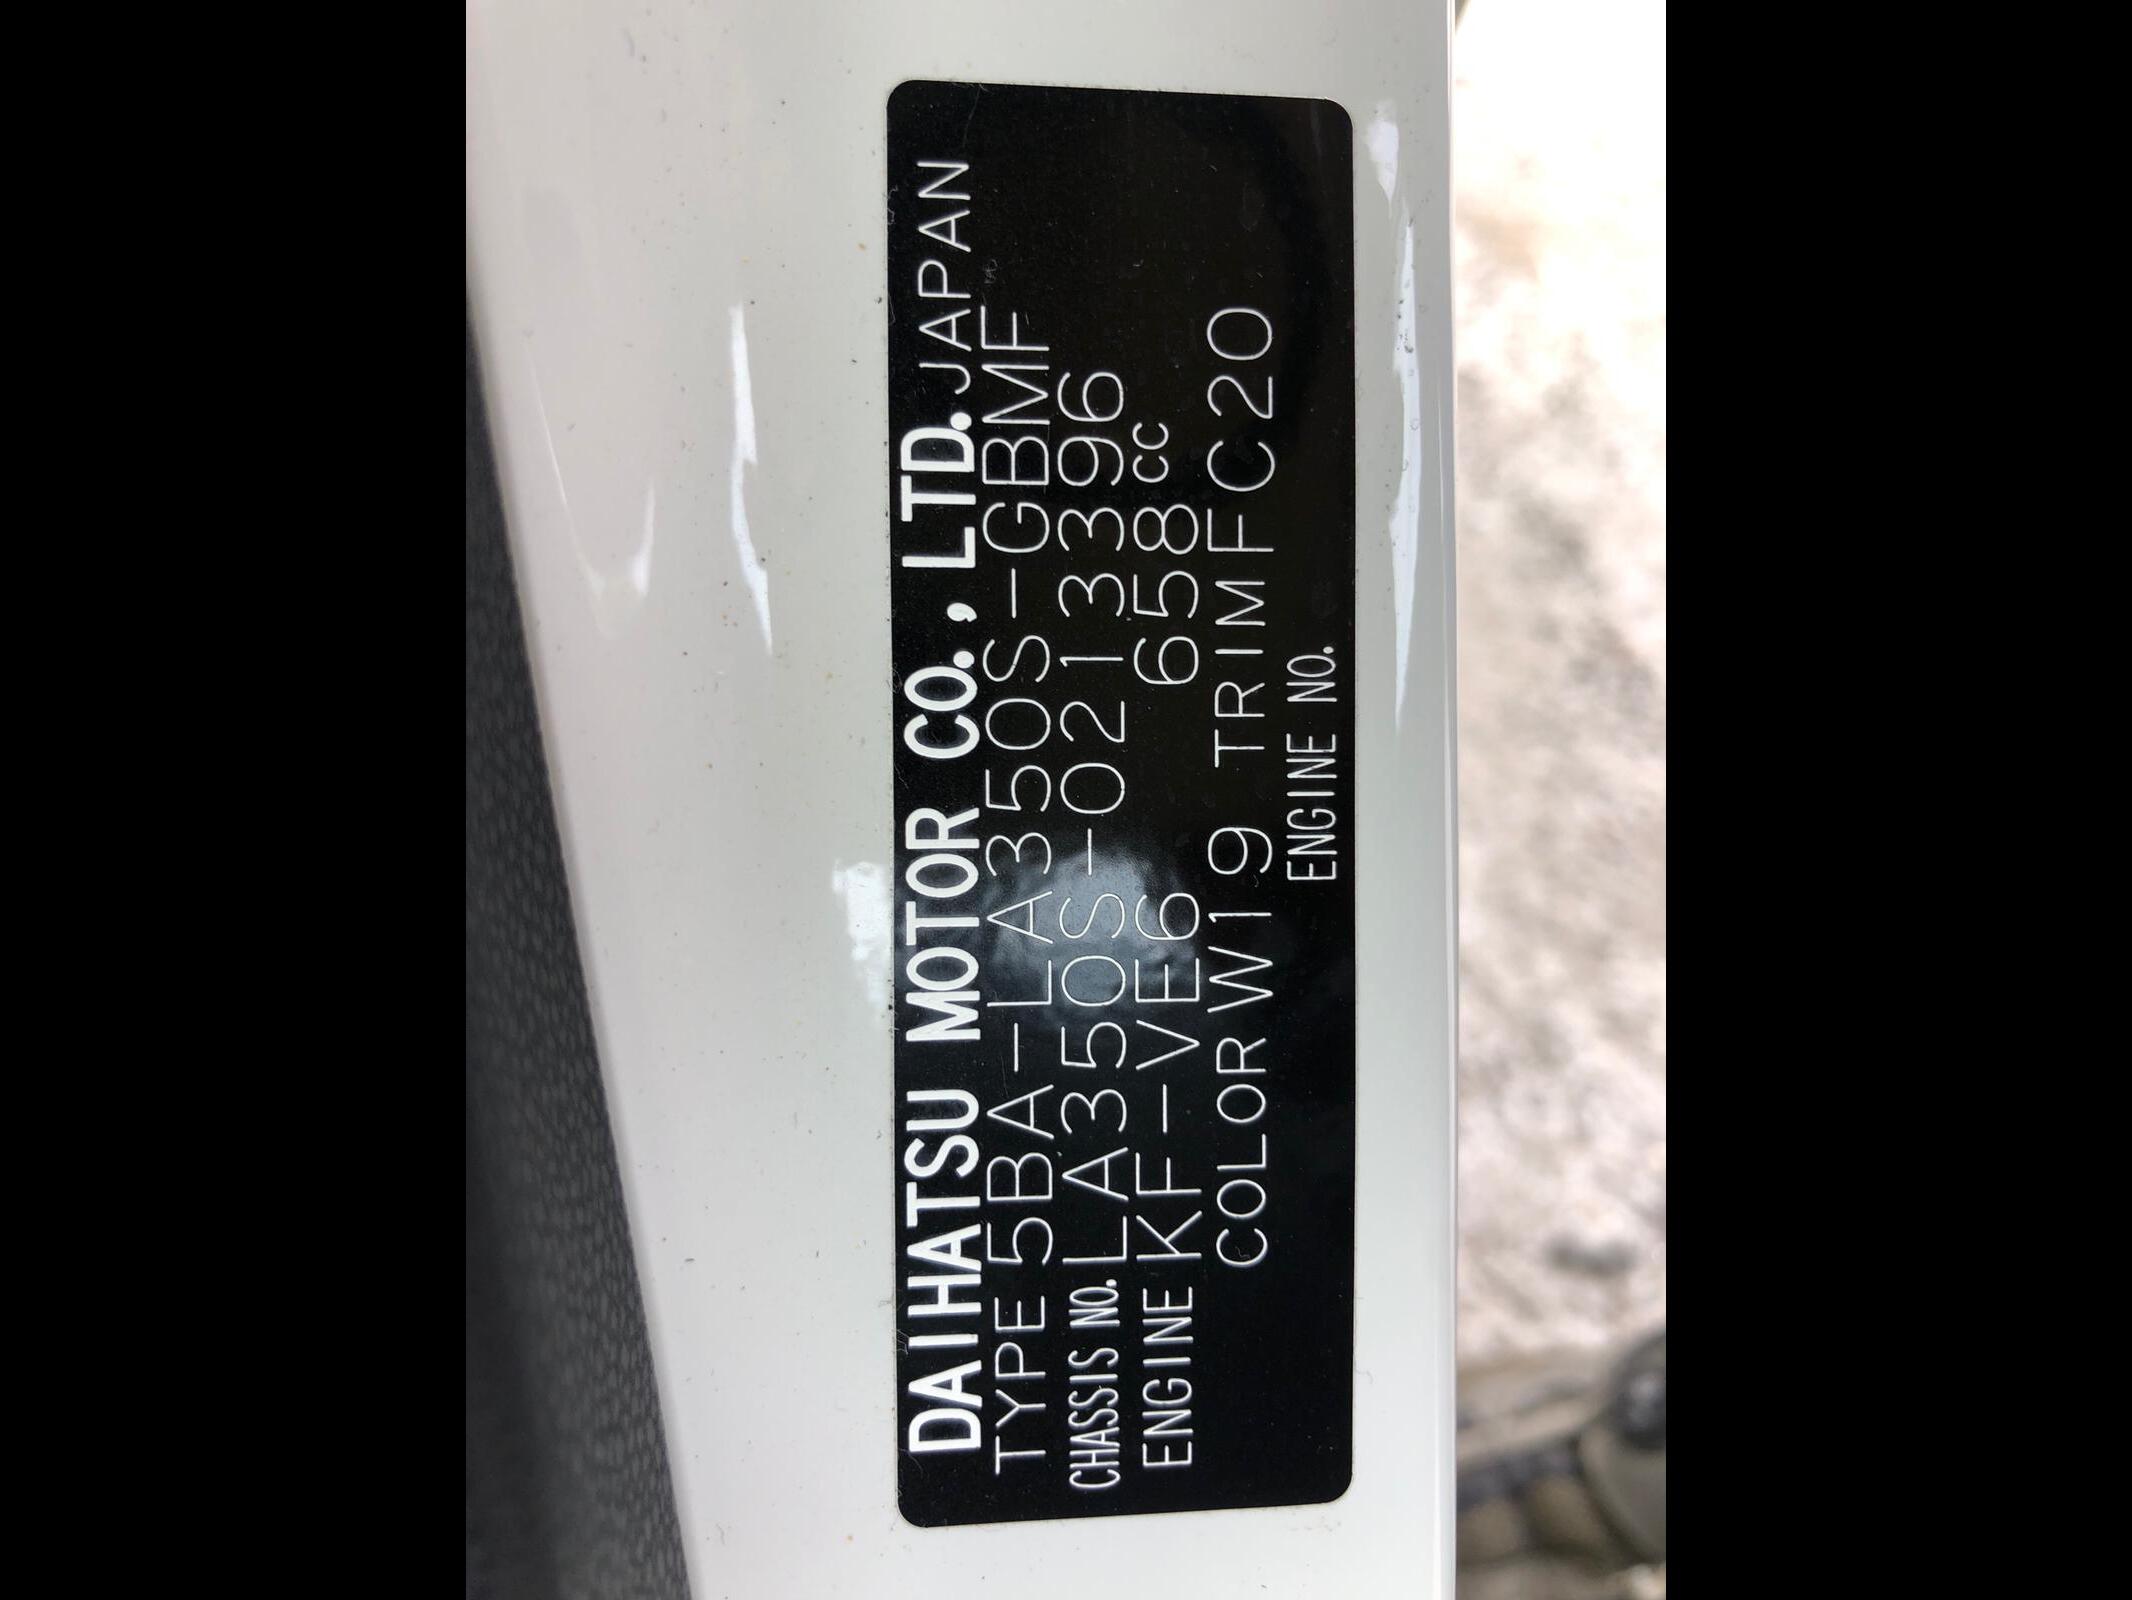 DAIHATSU MOTOR CO., LTD. JAPAN
TYPE 5BA-LA350S-GBMF
CHASSIS NO. LA350S-0213396
ENGINE KF-VE6 658CC
COLOR W19 TRIM FC20
ENGINE NO.